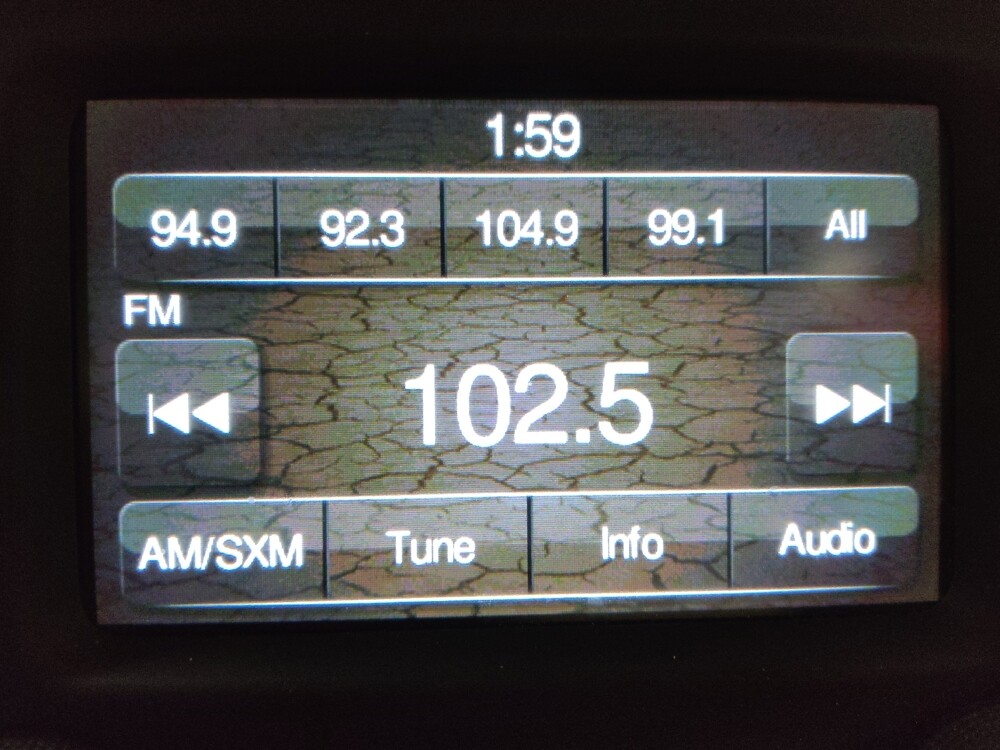 1:59
94.9 92.3 104.9 99.1 All
FM
102.5
AM/SXM Tune Info Audio